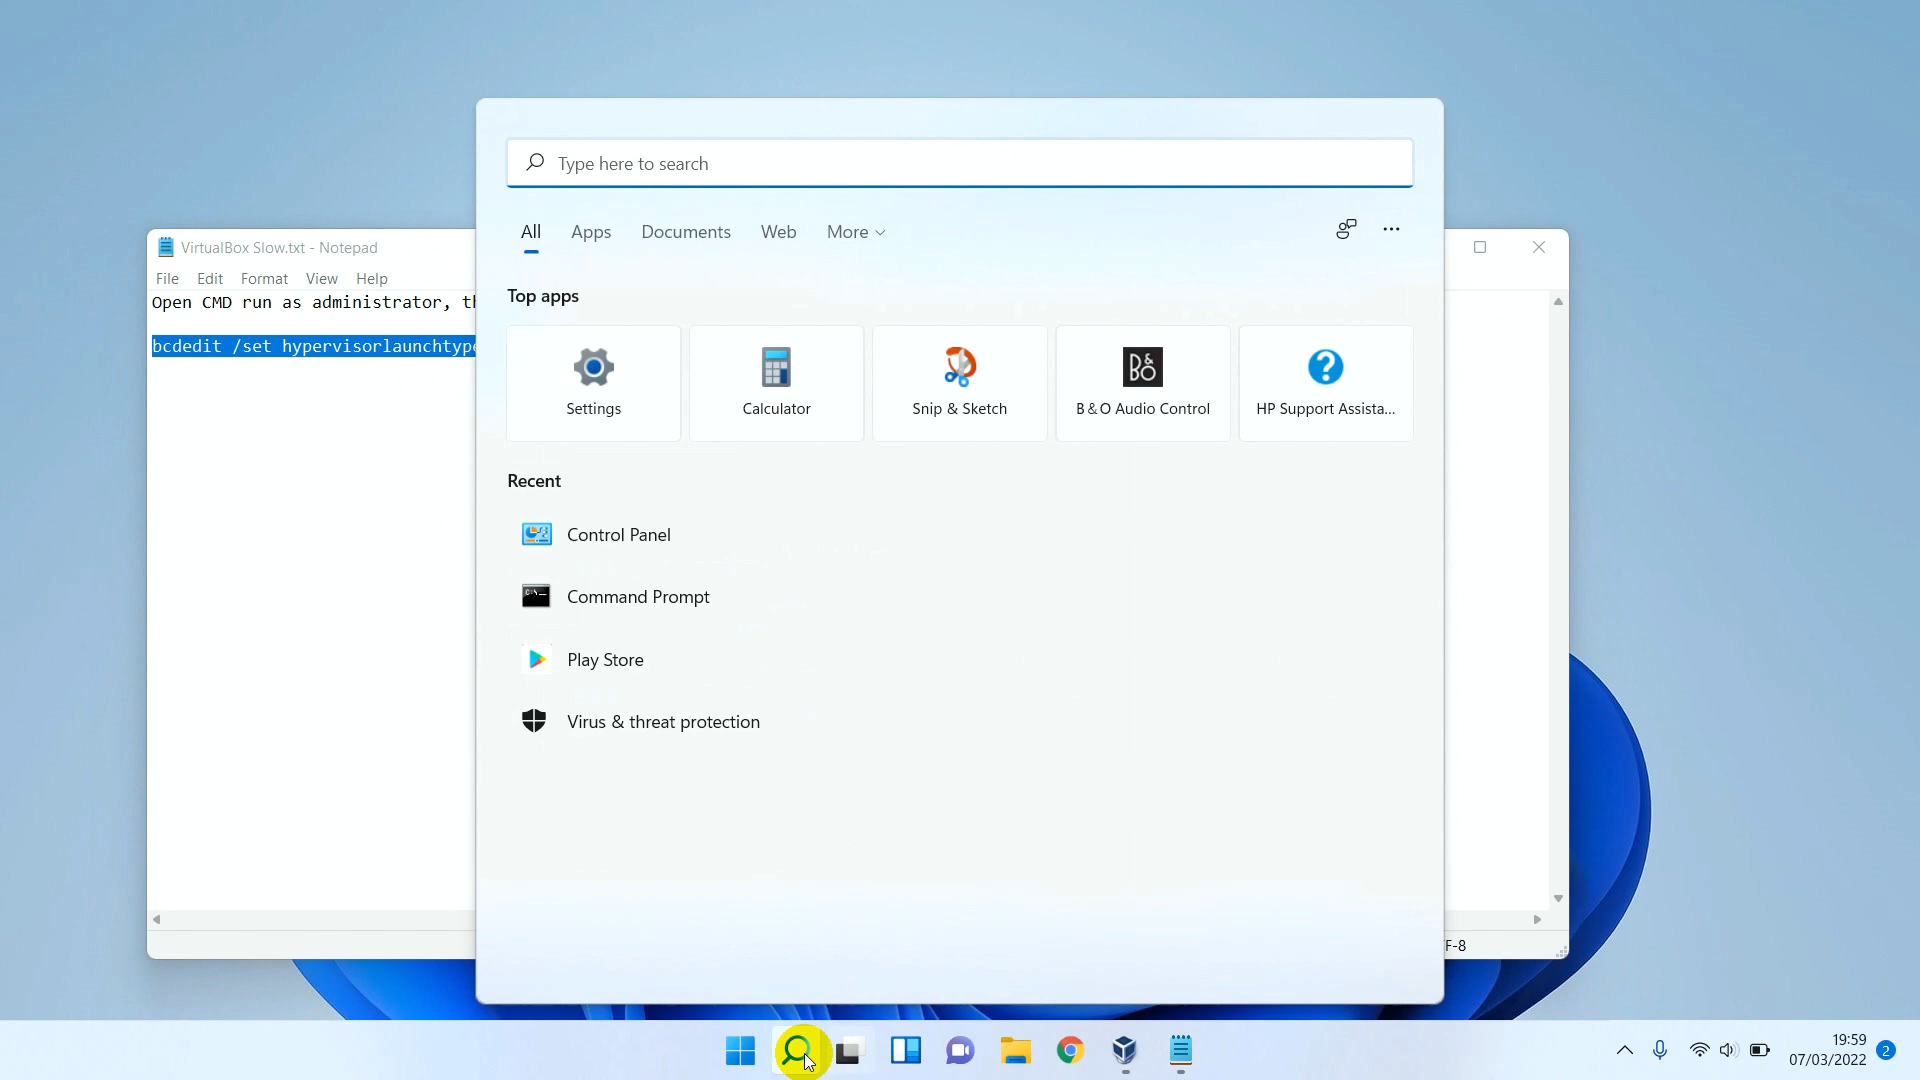 Type here to search
All Apps Documents Web More
VirtualBox Slow.txt - Notepad
File Edit Format View Help
Open CMD run as administrator, th
bcdedit /set hypervisorlaunchtype
Top apps
Settings
Calculator
Snip & Sketch
B&O
B&O Audio Control
HP Support Assista...
Recent
Control Panel
Command Prompt
Play Store
Virus & threat protection
F-8
19:59
07/03/2022
2